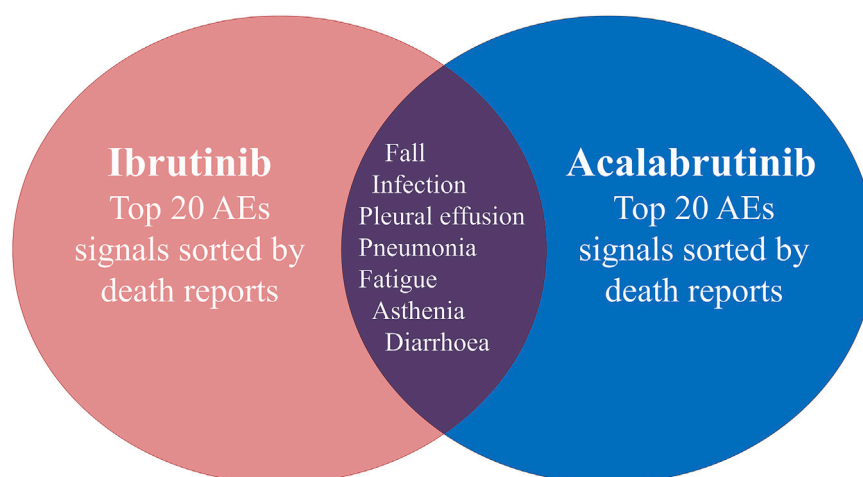 Ibrutinib
Top 20 AEs
signals sorted by
death reports
Fall
Infection
Pleural effusion
Pneumonia
Fatigue
Asthenia
Diarrhoea
Acalabrutinib
Top 20 AEs
signals sorted by
death reports